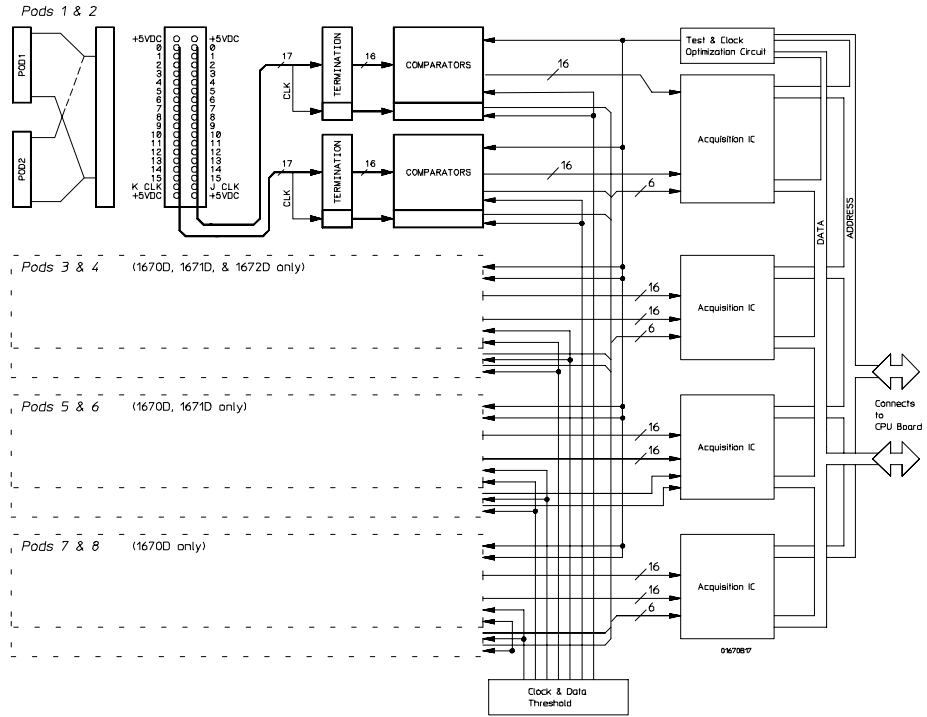 Pods 1 & 2
POD1
POD2
+5VDC +5VDC
0 0
1 1
2 2
3 3
4 4
5 5
6 6
7 7
8 8
9 9
10 10
11 11
12 12
13 13
14 14
15 15
K CLK J CLK
+5VDC +5VDC
17
CLK
TERMINATION
16
COMPARATORS
16
17
CLK
TERMINATION
16
COMPARATORS
16
6
Test & Clock
Optimization Circuit
Acquisition IC
DATA
ADDRESS
Pods 3 & 4 (1670D, 1671D, & 1672D only)
16
16
6
Acquisition IC
Connects
to
CPU Board
Pods 5 & 6 (1670D, 1671D only)
16
16
Acquisition IC
Pods 7 & 8 (1670D only)
16
16
6
Acquisition IC
01670B17
Clock & Data
Threshold